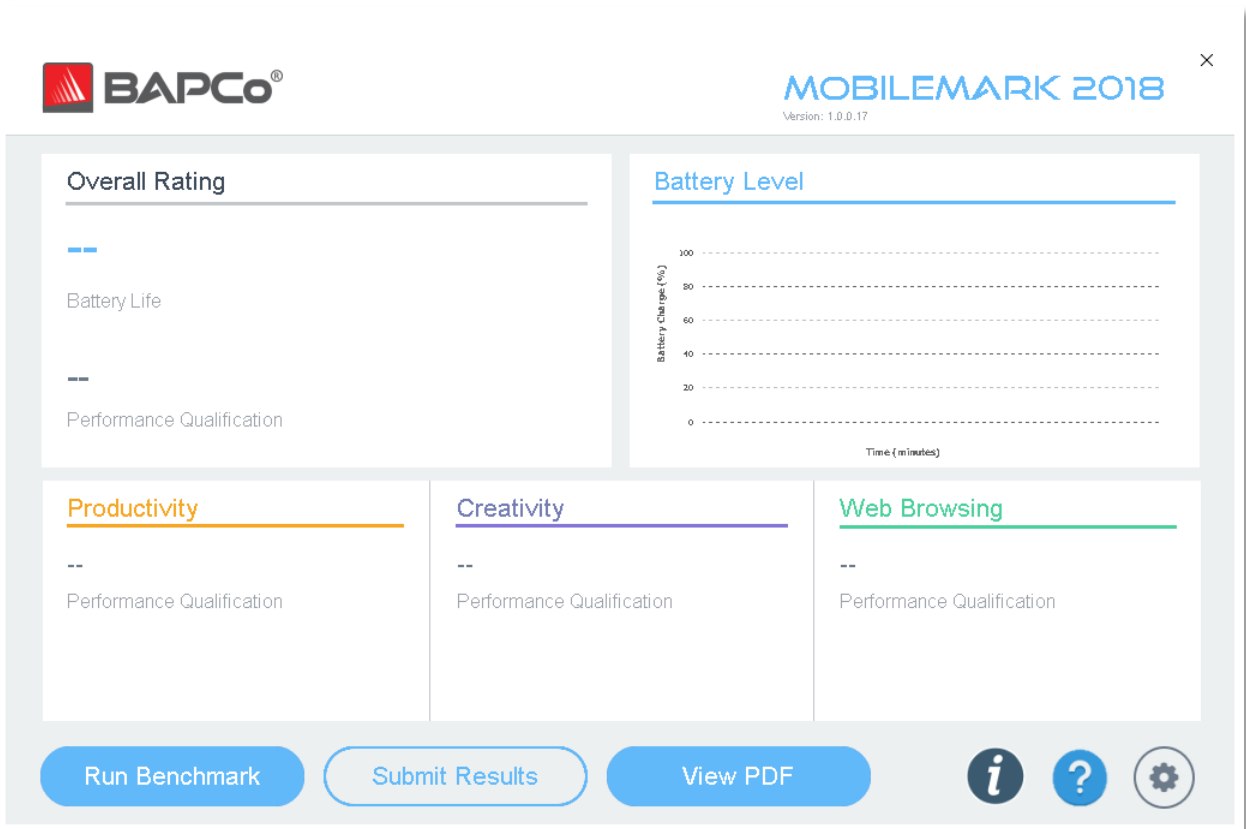 BAPCo®
MOBILEMARK 2018
Version: 1.0.0.17
Overall Rating
--
Battery Life
--
Performance Qualification
Battery Level
Battery Charge (%)
100
80
60
40
20
0
Time (minutes)
Productivity
--
Performance Qualification
Creativity
--
Performance Qualification
Web Browsing
--
Performance Qualification
Run Benchmark
Submit Results
View PDF
i
?